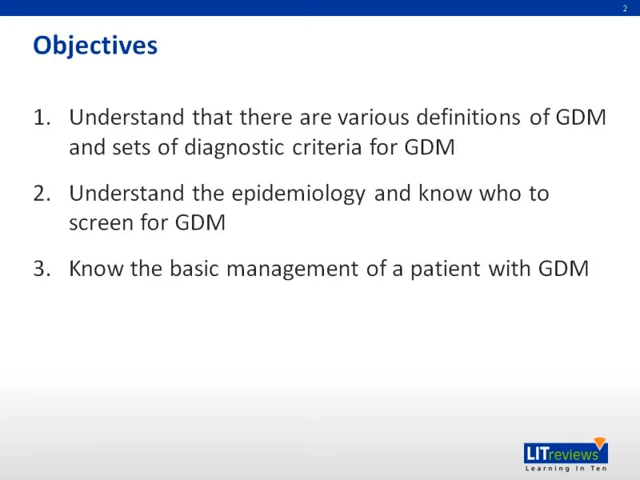 2
Objectives
1. Understand that there are various definitions of GDM
and sets of diagnostic criteria for GDM
2. Understand the epidemiology and know who to
screen for GDM
3. Know the basic management of a patient with GDM
LITreviews
Learning In Ten